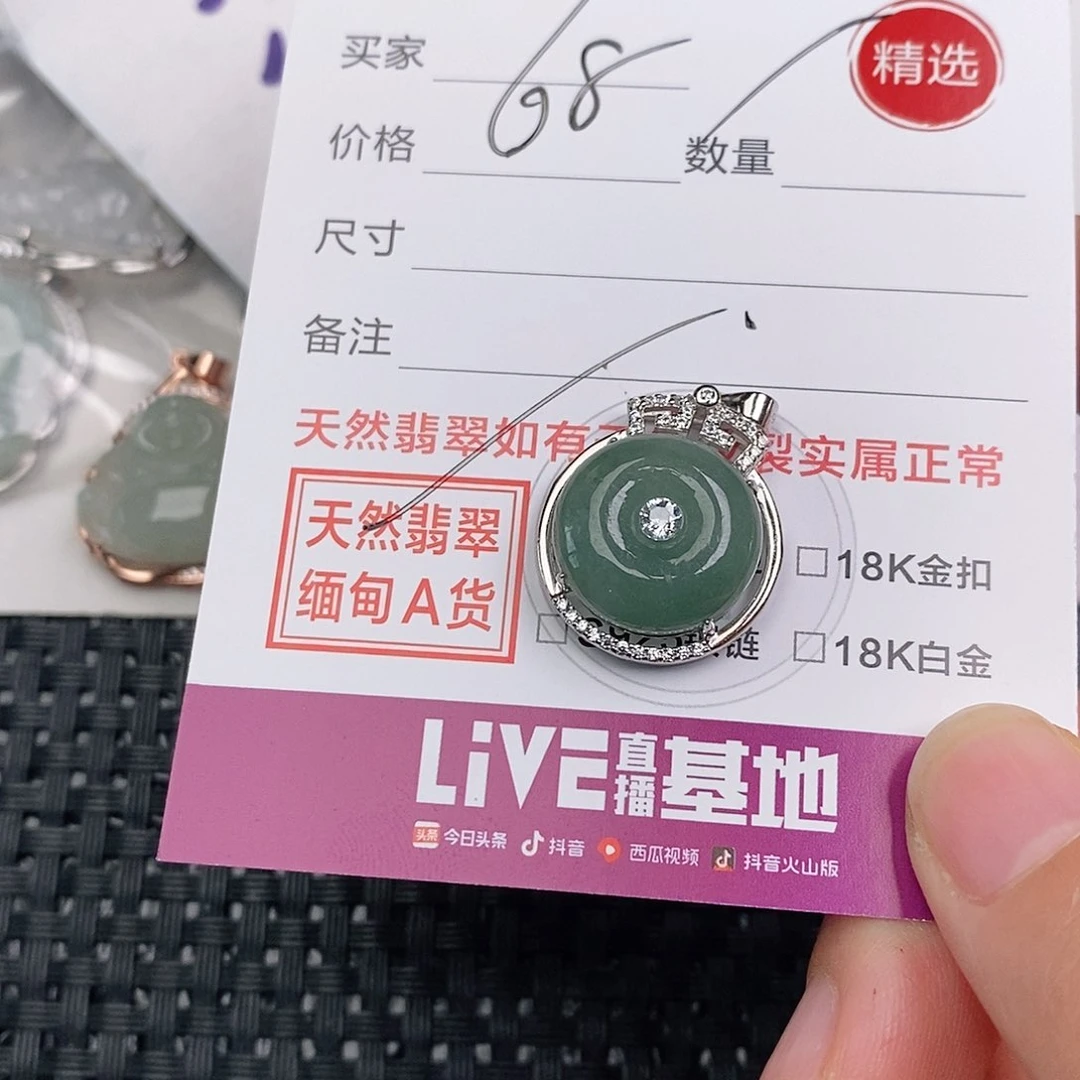 买家
精选
68
价格 数量
尺寸
备注
天然翡翠如有 裂实属正常
天然翡翠
缅甸A货
□18K金扣
链 □18K白金
LiVE直播基地
头条 今日头条 抖音 西瓜视频 抖音火山版